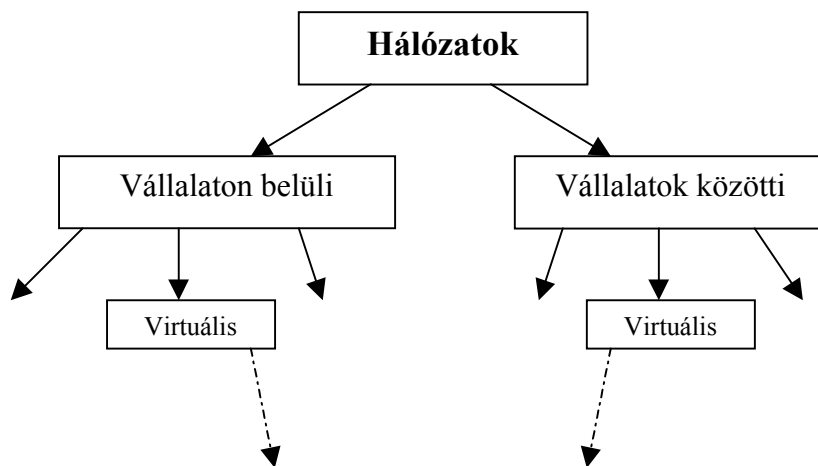 Hálózatok
Vállalaton belüli
Vállalatok közötti
Virtuális
Virtuális